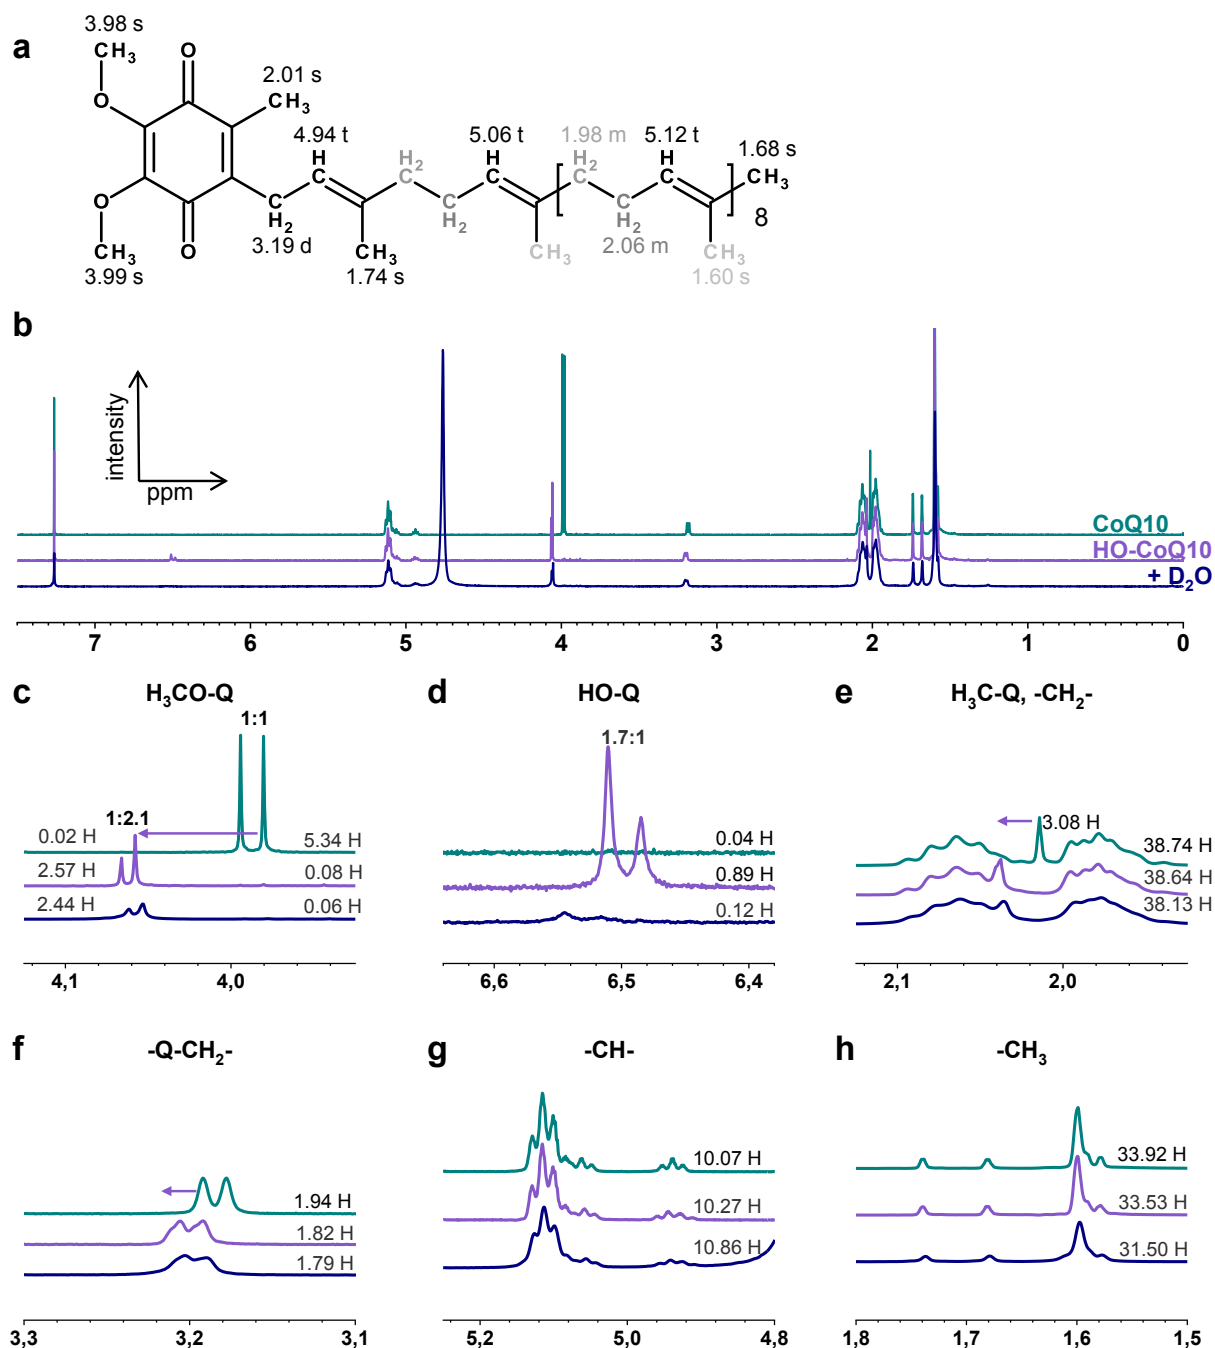 a
3.98 s
CH3
O
O
2.01 s
CH3
O
4.94 t
H
H2
5.06 t
H
1.98 m
H2
5.12 t
H
1.68 s
CH3
8
O
H2
H2
H2
CH3
3.99 s
O
3.19 d
CH3
1.74 s
CH3
2.06 m
CH3
1.60 s
b
intensity
ppm
CoQ10
HO-CoQ10
+ D2O
7 6 5 4 3 2 1 0
c
H3CO-Q
1:1
1:2.1
0.02 H
5.34 H
2.57 H
0.08 H
2.44 H
0.06 H
4,1 4,0
d
HO-Q
1.7:1
0.04 H
0.89 H
0.12 H
6,6 6,5 6,4
e
H3C-Q, -CH2-
3.08 H
38.74 H
38.64 H
38.13 H
2,1 2,0
f
-Q-CH2-
1.94 H
1.82 H
1.79 H
3,3 3,2 3,1
g
-CH-
10.07 H
10.27 H
10.86 H
5,2 5,0 4,8
h
-CH3
33.92 H
33.53 H
31.50 H
1,8 1,7 1,6 1,5